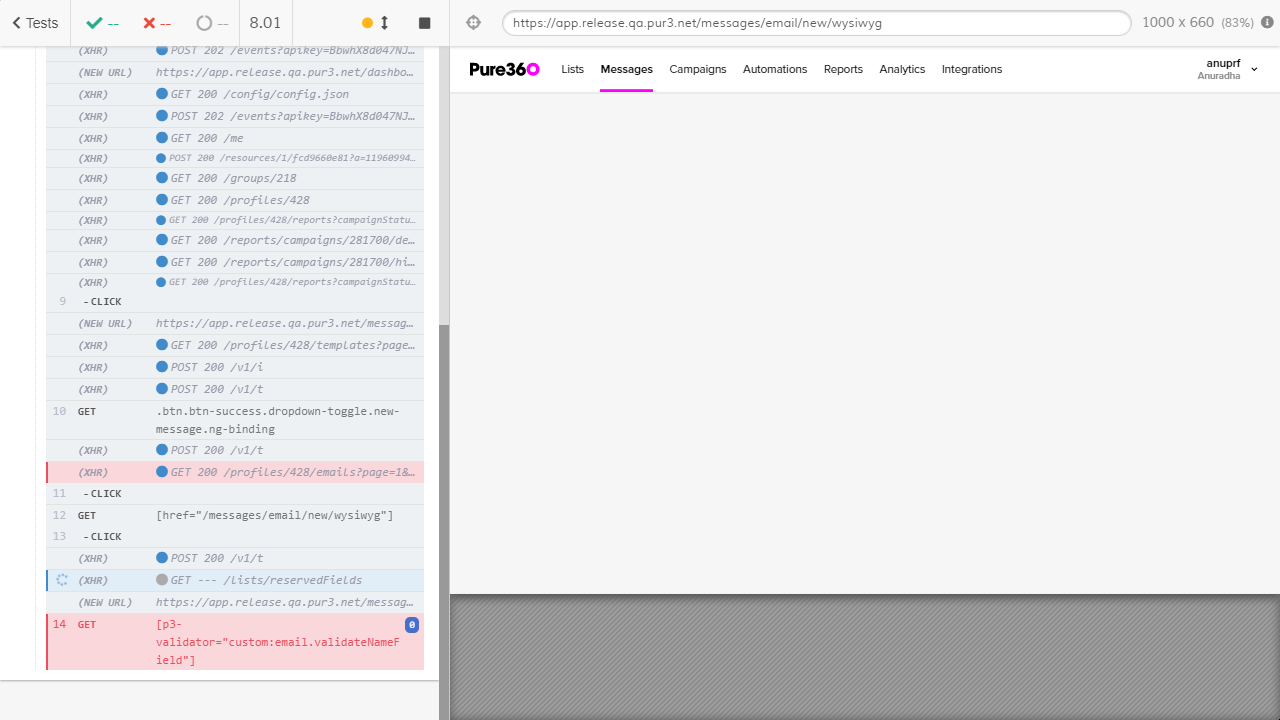 Tests
--
--
--
8.01
https://app.release.qa.pur3.net/messages/email/new/wysiwyg
1000 x 660 (83%)
(XHR) POST 202 /events?apikey=BbwhX8d047NJ…
(NEW URL) https://app.release.qa.pur3.net/dashbo…
(XHR) GET 200 /config/config.json
(XHR) POST 202 /events?apikey=BbwhX8d047NJ…
(XHR) GET 200 /me
(XHR) POST 200 /resources/1/fcd9660e81?a=11960994…
(XHR) GET 200 /groups/218
(XHR) GET 200 /profiles/428
(XHR) GET 200 /profiles/428/reports?campaignStatu…
(XHR) GET 200 /reports/campaigns/281700/de…
(XHR) GET 200 /reports/campaigns/281700/hi…
(XHR) GET 200 /profiles/428/reports?campaignStatu…
9 -CLICK
(NEW URL) https://app.release.qa.pur3.net/messag…
(XHR) GET 200 /profiles/428/templates?page…
(XHR) POST 200 /v1/i
(XHR) POST 200 /v1/t
10 GET .btn.btn-success.dropdown-toggle.new-
message.ng-binding
(XHR) POST 200 /v1/t
(XHR) GET 200 /profiles/428/emails?page=1&…
11 -CLICK
12 GET [href="/messages/email/new/wysiwyg"]
13 -CLICK
(XHR) POST 200 /v1/t
(XHR) GET --- /lists/reservedFields
(NEW URL) https://app.release.qa.pur3.net/messag…
14 GET [p3- 0
validator="custom:email.validateNameF
ield"]
Pure360 Lists Messages Campaigns Automations Reports Analytics Integrations
anuprf
Anuradha